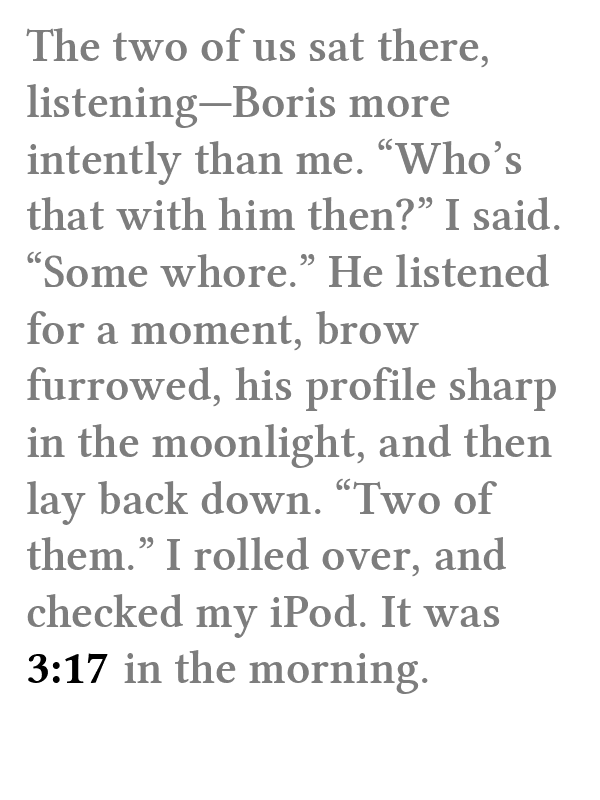 The two of us sat there,
listening—Boris more
intently than me. “Who’s
that with him then?” I said.
“Some whore.” He listened
for a moment, brow
furrowed, his profile sharp
in the moonlight, and then
lay back down. “Two of
them.” I rolled over, and
checked my iPod. It was
3:17 in the morning.